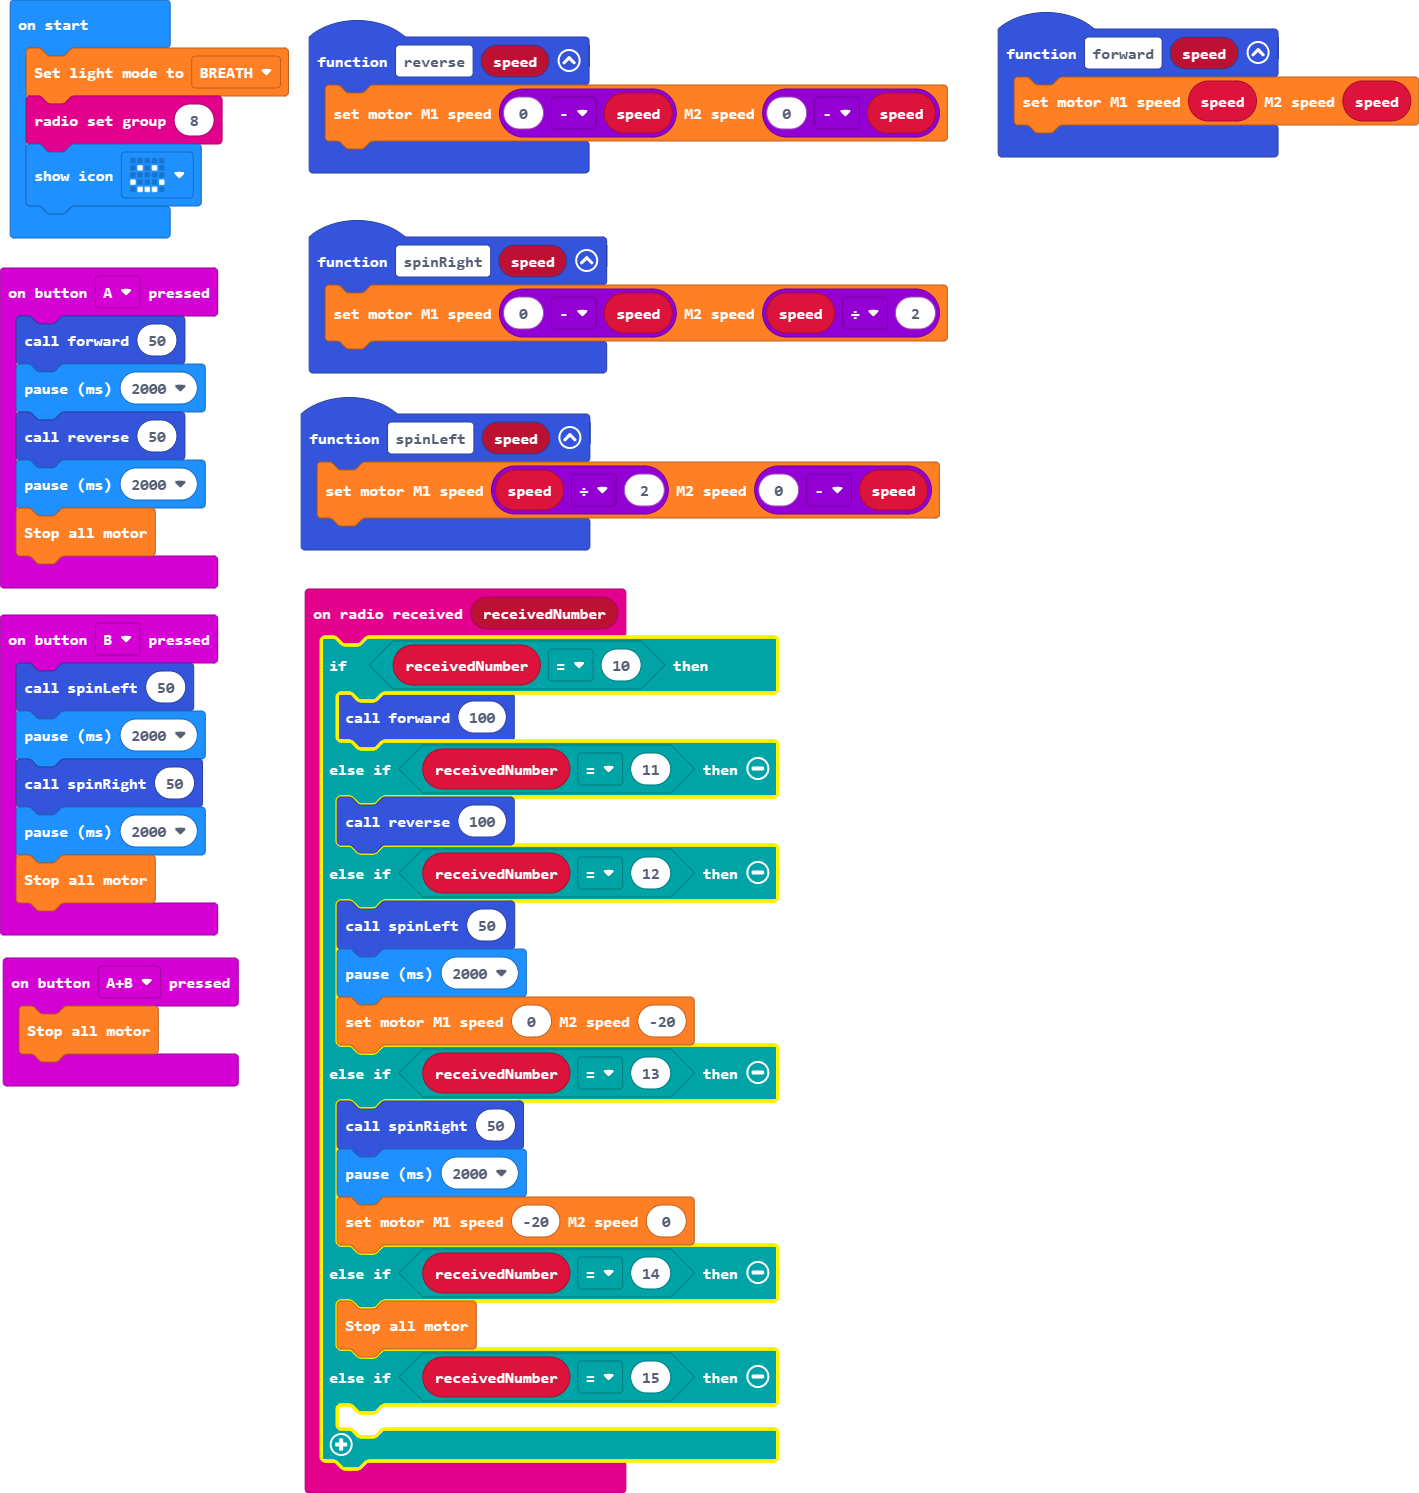 on start
Set light mode to BREATH
radio set group 8
show icon
on button A pressed
call forward 50
pause (ms) 2000
call reverse 50
pause (ms) 2000
Stop all motor
on button B pressed
call spinLeft 50
pause (ms) 2000
call spinRight 50
pause (ms) 2000
Stop all motor
on button A+B pressed
Stop all motor
function reverse speed
set motor M1 speed 0 - speed M2 speed 0 - speed
function spinRight speed
set motor M1 speed 0 - speed M2 speed speed ÷ 2
function spinLeft speed
set motor M1 speed speed ÷ 2 M2 speed 0 - speed
on radio received receivedNumber
if receivedNumber = 10 then
call forward 100
else if receivedNumber = 11 then
call reverse 100
else if receivedNumber = 12 then
call spinLeft 50
pause (ms) 2000
set motor M1 speed 0 M2 speed -20
else if receivedNumber = 13 then
call spinRight 50
pause (ms) 2000
set motor M1 speed -20 M2 speed 0
else if receivedNumber = 14 then
Stop all motor
else if receivedNumber = 15 then
function forward speed
set motor M1 speed speed M2 speed speed